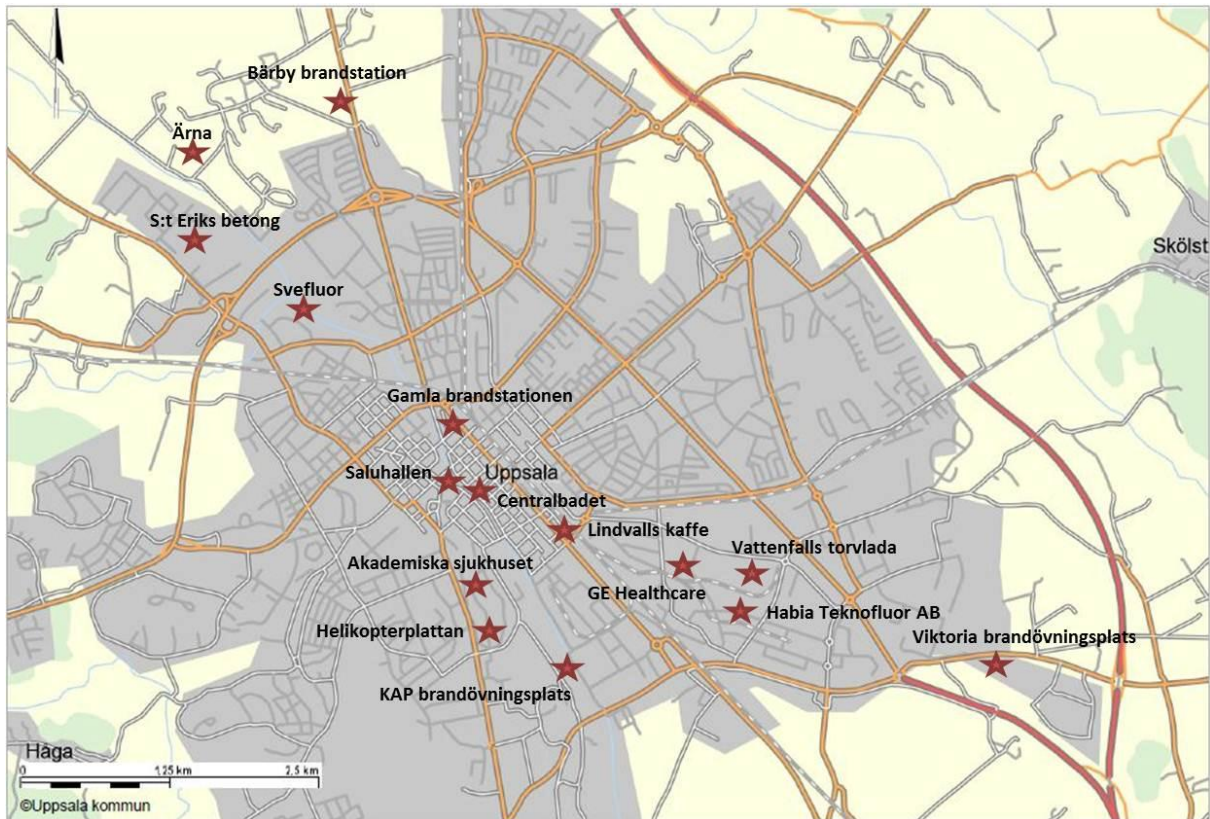 Bärby brandstation
Ärna
S:t Eriks betong
Skölst
Svefluor
Gamla brandstationen
Saluhallen
Uppsala
Centralbadet
Lindvalls kaffe
Vattenfalls torvlada
Akademiska sjukhuset
GE Healthcare
Habia Teknofluor AB
Helikopterplattan
Viktoria brandövningsplats
KAP brandövningsplats
Håga
0 1,25 km 2,5 km
©Uppsala kommun